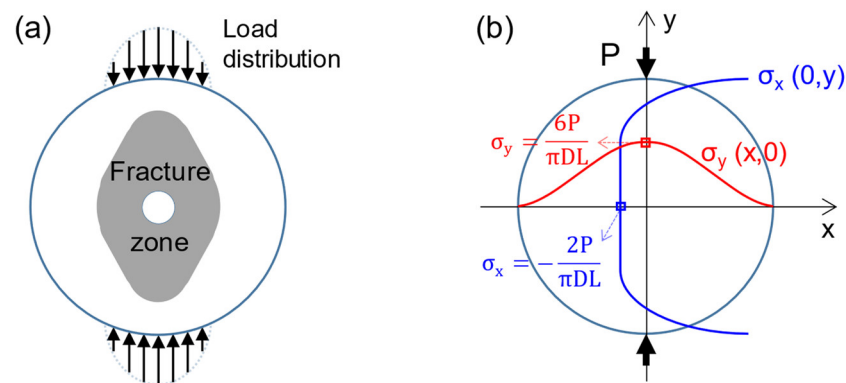 (a)
Load
distribution
Fracture
zone
(b)
y
P
σx (0,y)
σy = 6P/πDL
σy (x,0)
x
σx = − 2P/πDL